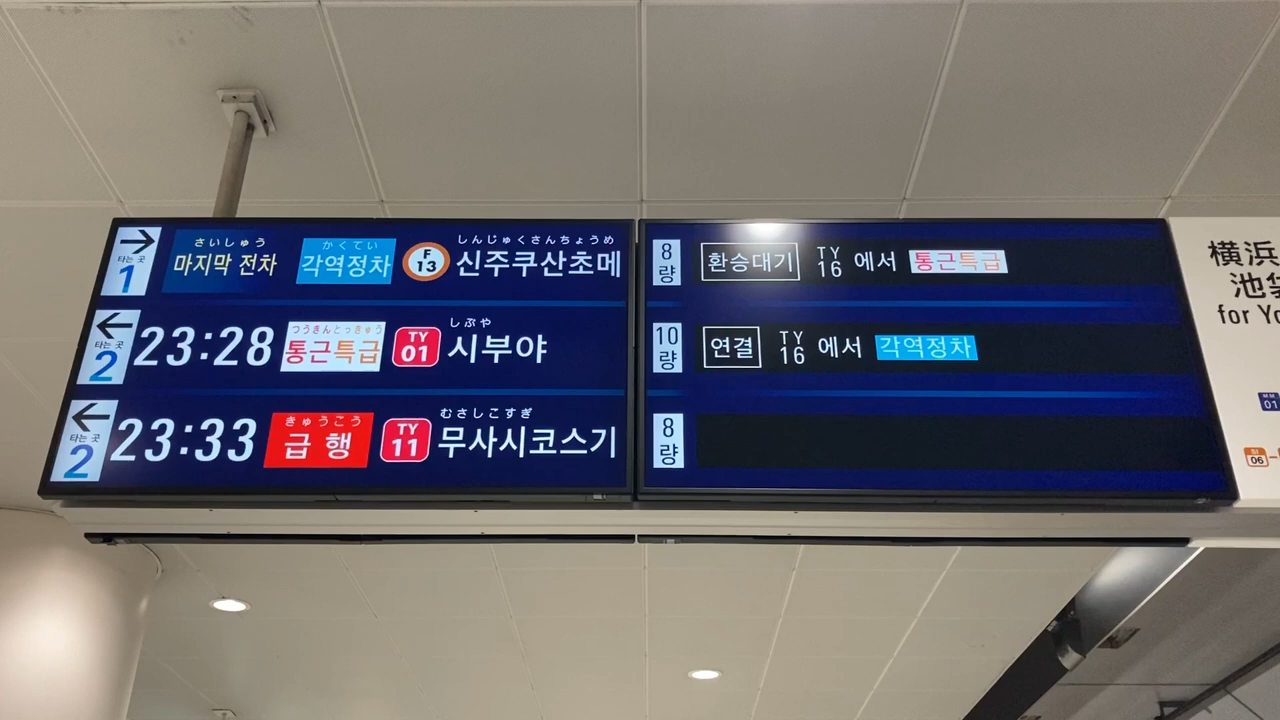 さいしゅう かくてい しんじゅくさんちょうめ
→ 타는 곳 1 마지막 전차 각역정차 F 13 신주쿠산초메 8량 환승대기 TY 16 에서 통근특급
つうきんとっきゅう しぶや
← 타는 곳 2 23:28 통근특급 TY 01 시부야 10량 연결 TY 16 에서 각역정차
きゅうこう むさしこすぎ
← 타는 곳 2 23:33 급행 TY 11 무사시코스기 8량
横浜
池
for
MM 01
SI 06